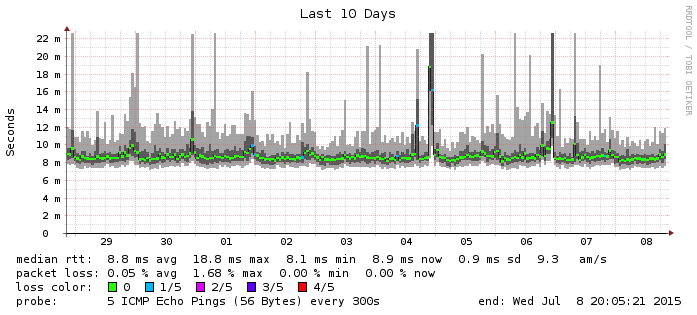 Last 10 Days
RRDTOOL / TOBI OETIKER
Seconds
22 m
20 m
18 m
16 m
14 m
12 m
10 m
8 m
6 m
4 m
2 m
0
29 30 01 02 03 04 05 06 07 08
median rtt: 8.8 ms avg 18.8 ms max 8.1 ms min 8.9 ms now 0.9 ms sd 9.3 am/s
packet loss: 0.05 % avg 1.68 % max 0.00 % min 0.00 % now
loss color: 0 1/5 2/5 3/5 4/5
probe: 5 ICMP Echo Pings (56 Bytes) every 300s end: Wed Jul 8 20:05:21 2015